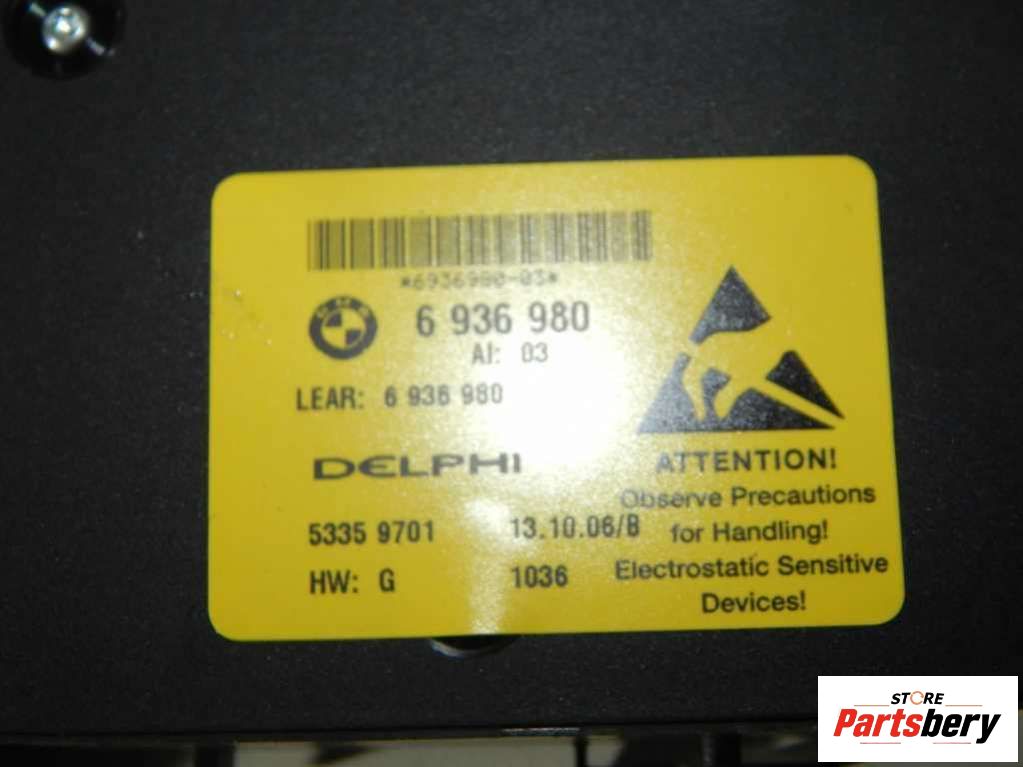 *6936980-03*
BMW
6 936 980
AI: 03
LEAR: 6 936 980
DELPHI
5335 9701 13.10.06/B
HW: G 1036
ATTENTION!
Observe Precautions
for Handling!
Electrostatic Sensitive
Devices!
STORE
Partsbery